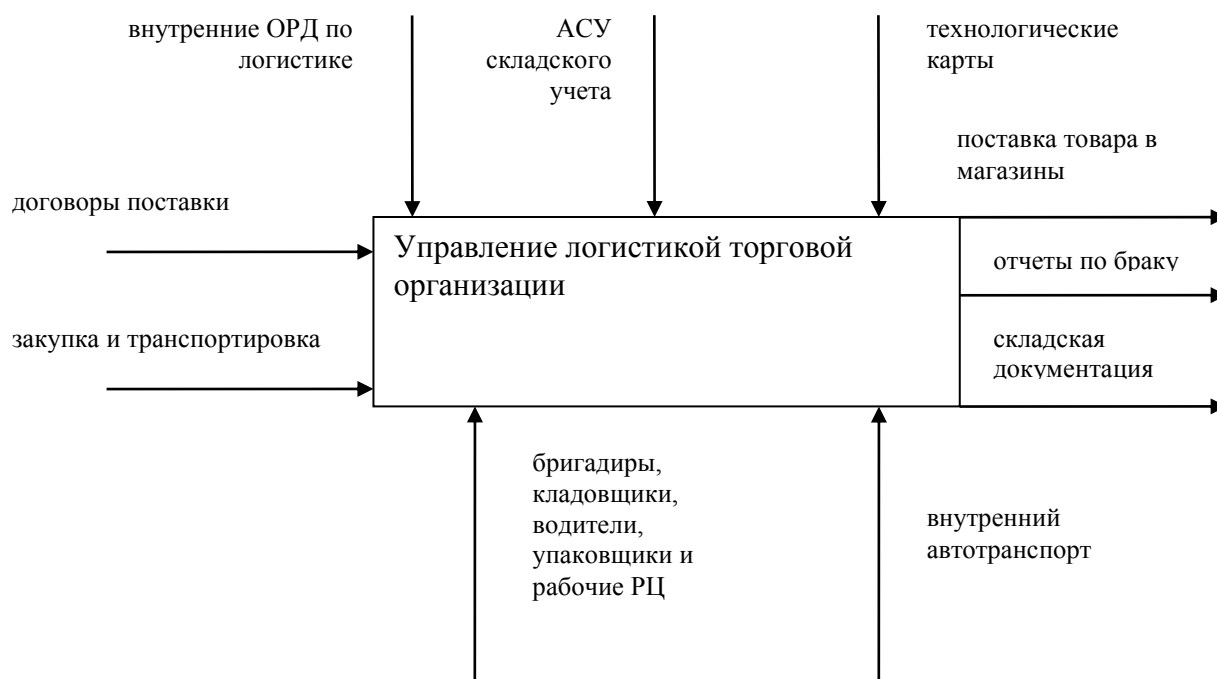 внутренние ОРД по
логистике
АСУ
складского
учета
технологические
карты
поставка товара в
магазины
договоры поставки
Управление логистикой торговой
организации
отчеты по браку
закупка и транспортировка
складская
документация
бригадиры,
кладовщики,
водители,
упаковщики и
рабочие РЦ
внутренний
автотранспорт